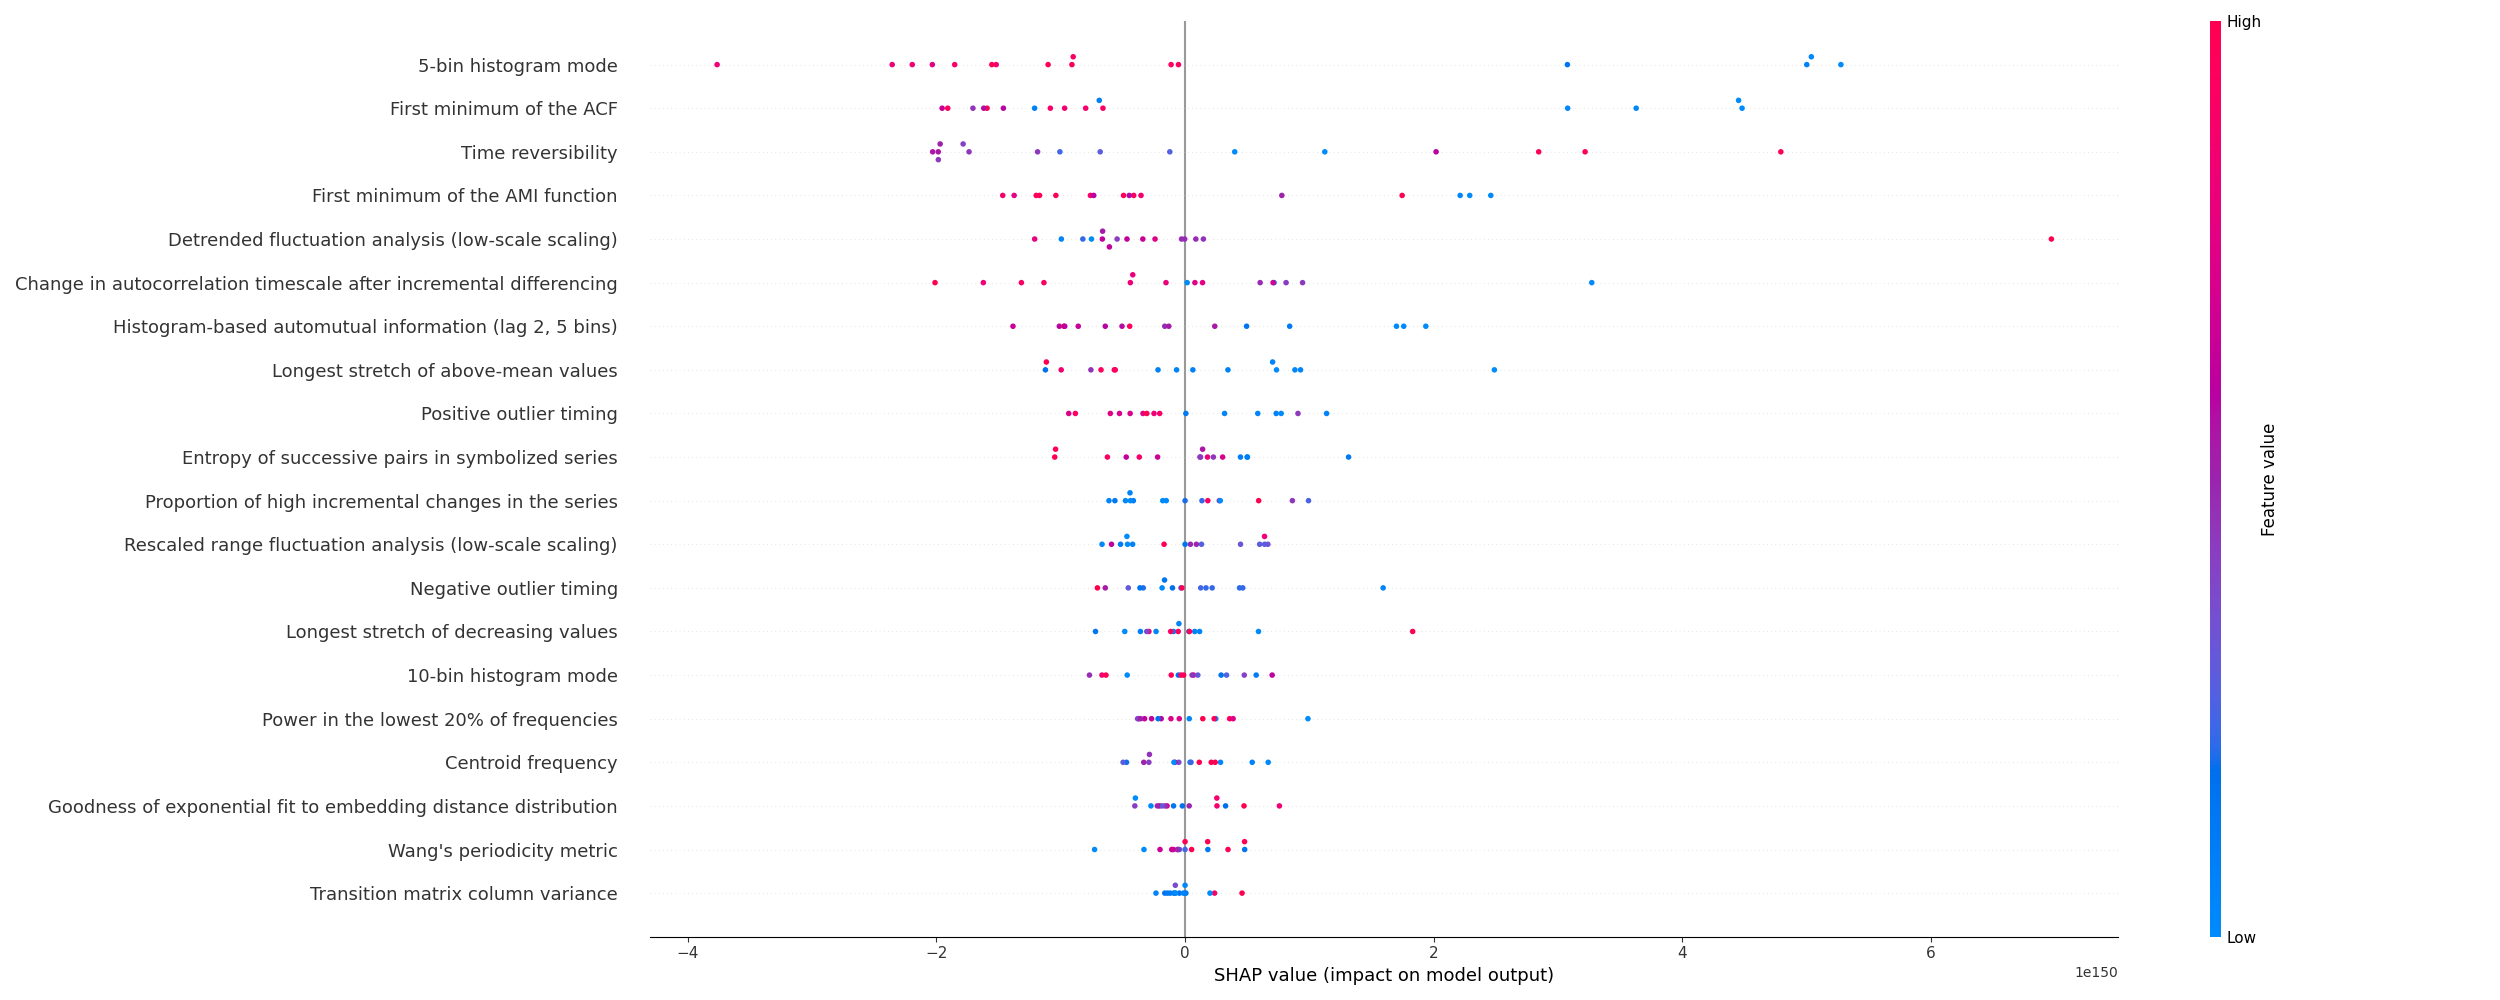 High
5-bin histogram mode
First minimum of the ACF
Time reversibility
First minimum of the AMI function
Detrended fluctuation analysis (low-scale scaling)
Change in autocorrelation timescale after incremental differencing
Histogram-based automutual information (lag 2, 5 bins)
Longest stretch of above-mean values
Positive outlier timing
Entropy of successive pairs in symbolized series
Proportion of high incremental changes in the series
Rescaled range fluctuation analysis (low-scale scaling)
Negative outlier timing
Longest stretch of decreasing values
10-bin histogram mode
Power in the lowest 20% of frequencies
Centroid frequency
Goodness of exponential fit to embedding distance distribution
Wang's periodicity metric
Transition matrix column variance
Feature value
Low
−4 −2 0 2 4 6
1e150
SHAP value (impact on model output)